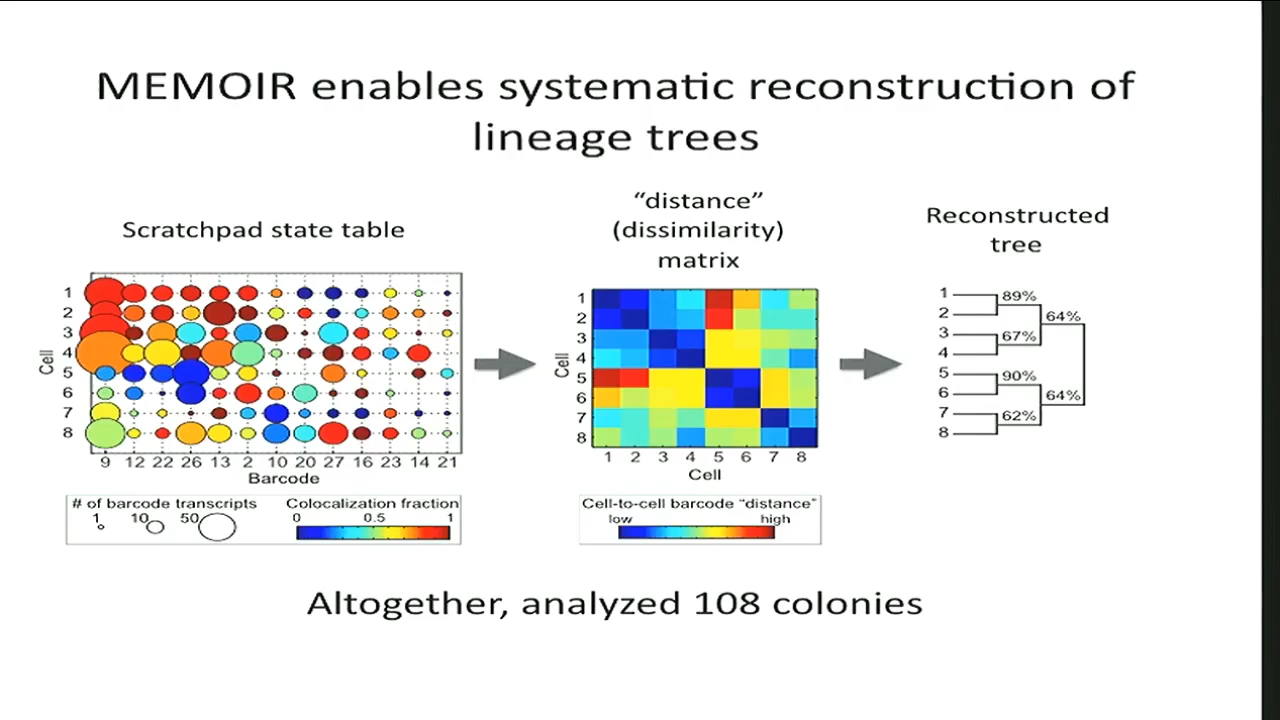 MEMOIR enables systematic reconstruction of
lineage trees
Scratchpad state table
Cell
1
2
3
4
5
6
7
8
9 12 22 26 13 2 10 20 27 16 23 14 21
Barcode
# of barcode transcripts
1 10 50
Colocalization fraction
0 0.5 1
“distance”
(dissimilarity)
matrix
Cell
1
2
3
4
5
6
7
8
1 2 3 4 5 6 7 8
Cell
Cell-to-cell barcode “distance”
low high
Reconstructed
tree
1
2
3
4
5
6
7
8
89%
67%
90%
62%
64%
64%
Altogether, analyzed 108 colonies